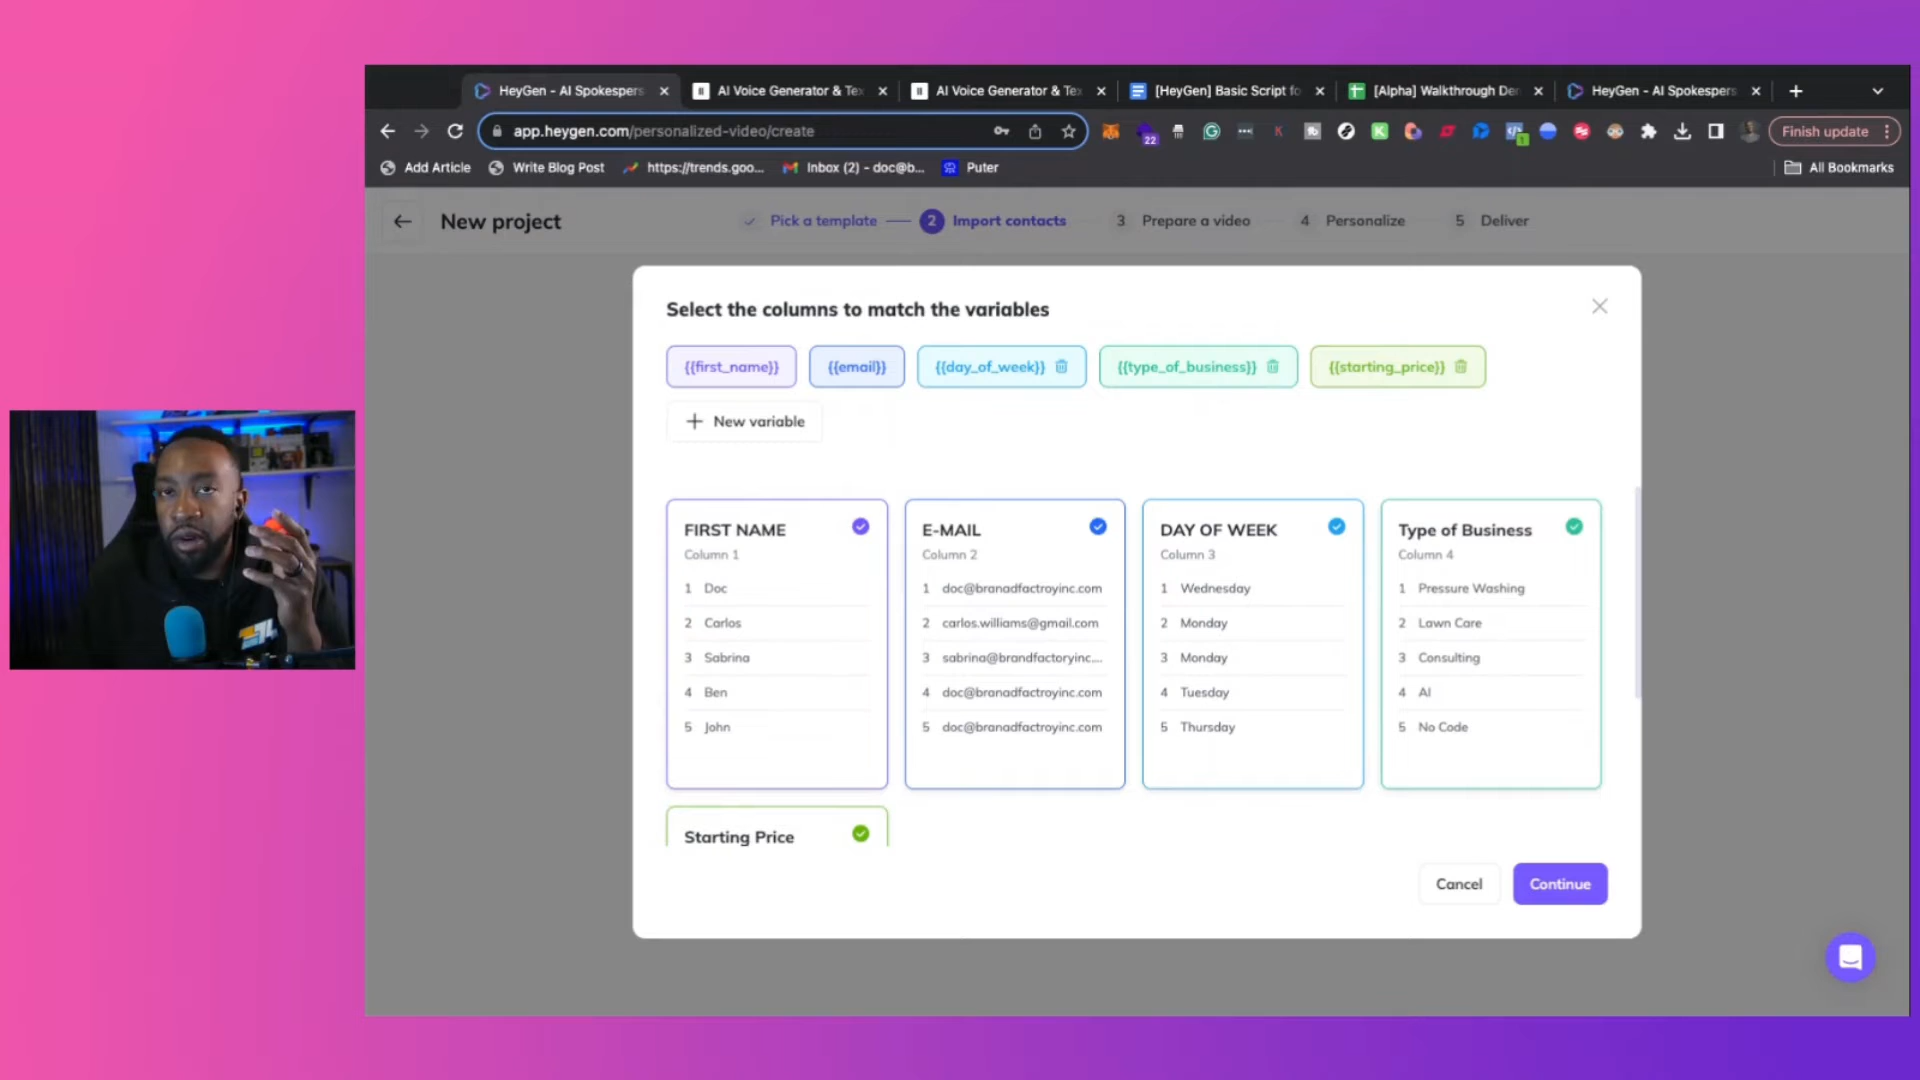 HeyGen - AI Spokespers
AI Voice Generator & Tex
AI Voice Generator & Tex
[HeyGen] Basic Script fo
[Alpha] Walkthrough Der
HeyGen - AI Spokespers
app.heygen.com/personalized-video/create
22
1
Finish update
Add Article
Write Blog Post
https://trends.goo...
Inbox (2) - doc@b...
Puter
All Bookmarks
New project
Pick a template
2 Import contacts
3 Prepare a video
4 Personalize
5 Deliver
Select the columns to match the variables
{{first_name}}
{{email}}
{{day_of_week}}
{{type_of_business}}
{{starting_price}}
+ New variable
FIRST NAME
Column 1
1 Doc
2 Carlos
3 Sabrina
4 Ben
5 John
E-MAIL
Column 2
1 doc@branadfactroyinc.com
2 carlos.williams@gmail.com
3 sabrina@brandfactoryinc....
4 doc@branadfactroyinc.com
5 doc@branadfactroyinc.com
DAY OF WEEK
Column 3
1 Wednesday
2 Monday
3 Monday
4 Tuesday
5 Thursday
Type of Business
Column 4
1 Pressure Washing
2 Lawn Care
3 Consulting
4 AI
5 No Code
Starting Price
Cancel
Continue